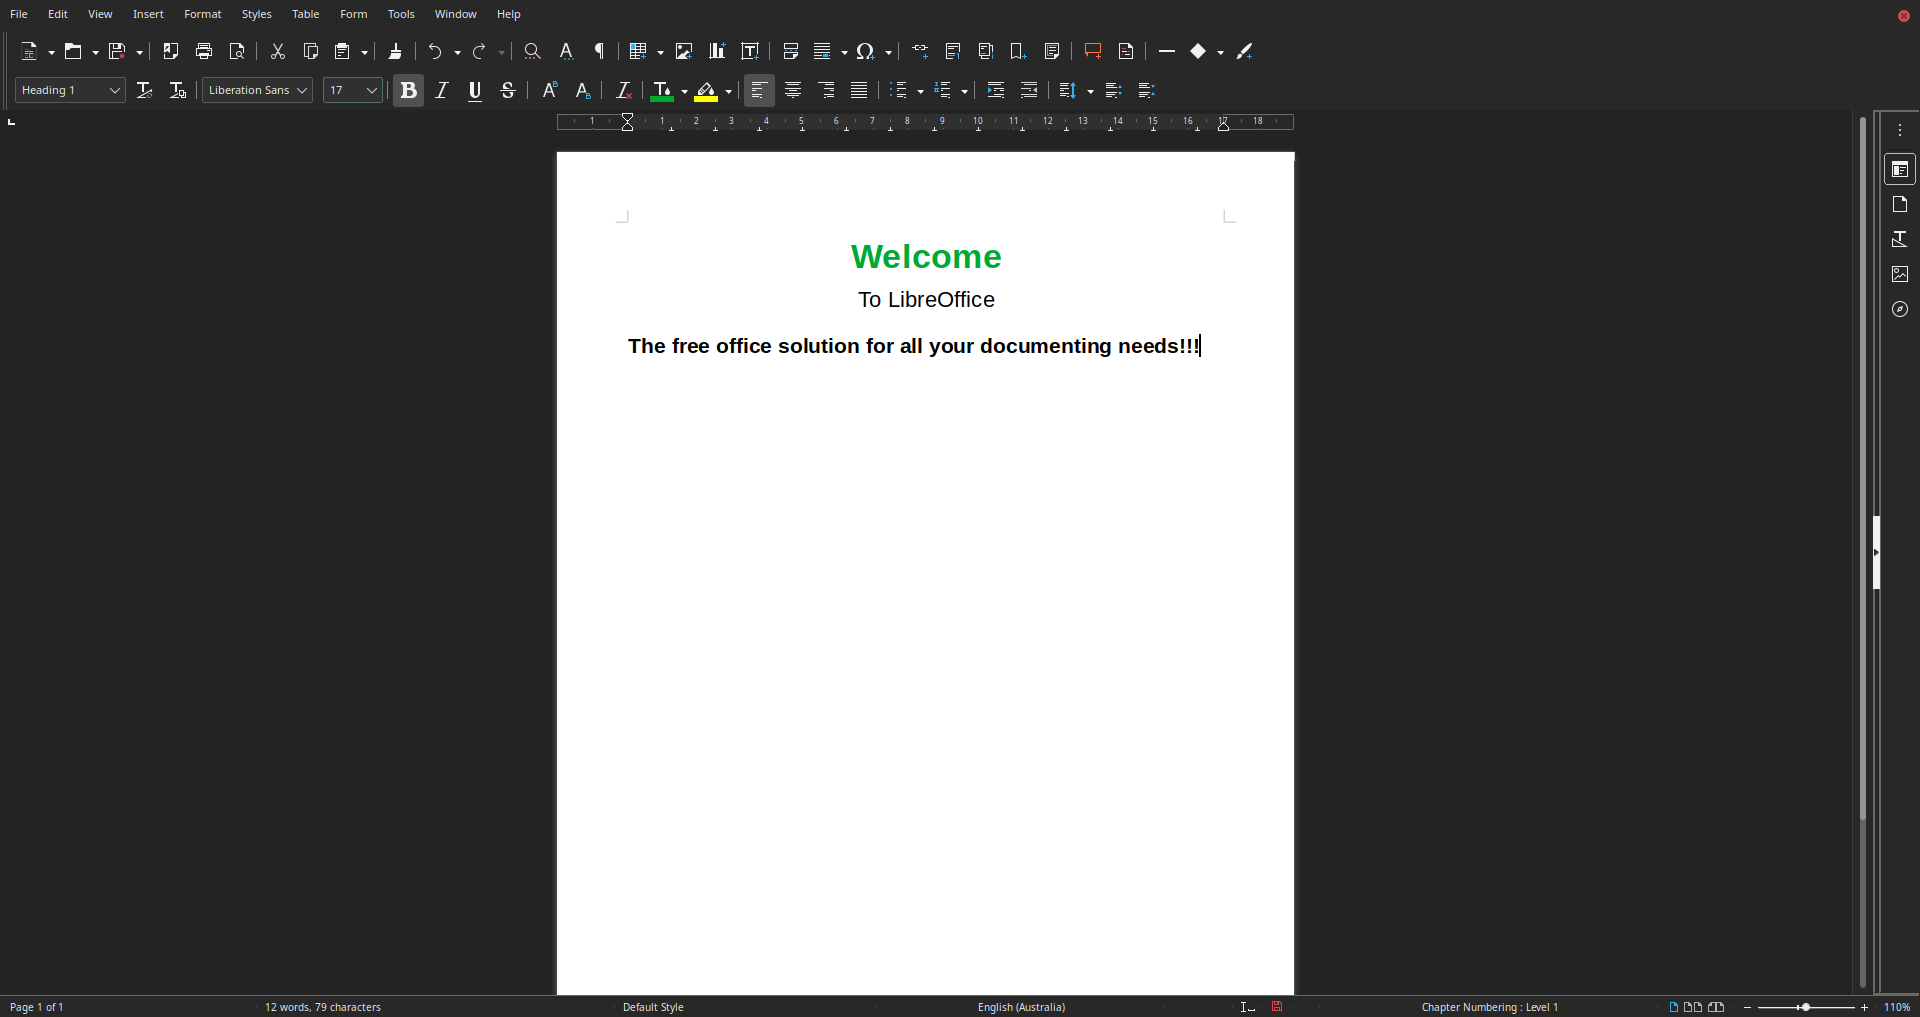 File Edit View Insert Format Styles Table Form Tools Window Help
Heading 1 Liberation Sans 17
1 1 2 3 4 5 6 7 8 9 10 11 12 13 14 15 16 17 18
Welcome
To LibreOffice
The free office solution for all your documenting needs!!!
Page 1 of 1 12 words, 79 characters Default Style English (Australia) Chapter Numbering : Level 1 110%